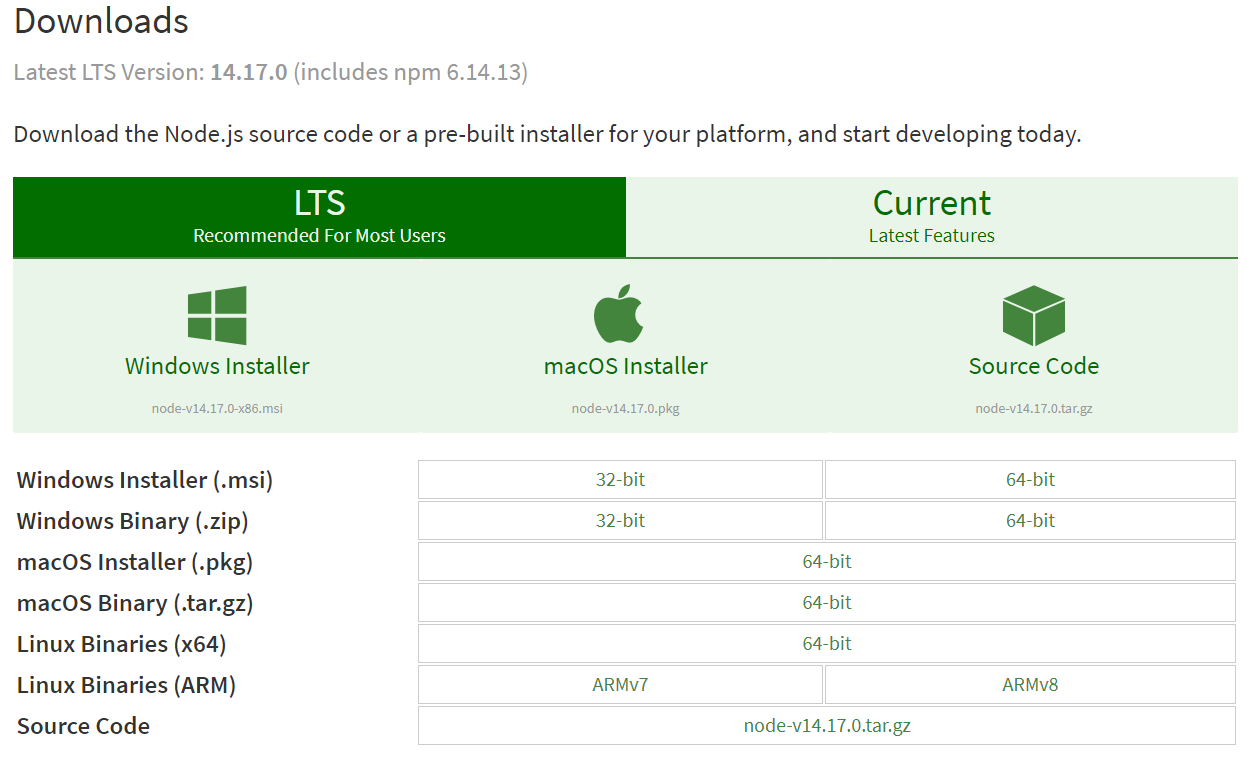 Downloads
Latest LTS Version: 14.17.0 (includes npm 6.14.13)
Download the Node.js source code or a pre-built installer for your platform, and start developing today.
LTS
Recommended For Most Users
Current
Latest Features
Windows Installer
node-v14.17.0-x86.msi
macOS Installer
node-v14.17.0.pkg
Source Code
node-v14.17.0.tar.gz
Windows Installer (.msi) 32-bit 64-bit
Windows Binary (.zip) 32-bit 64-bit
macOS Installer (.pkg) 64-bit
macOS Binary (.tar.gz) 64-bit
Linux Binaries (x64) 64-bit
Linux Binaries (ARM) ARMv7 ARMv8
Source Code node-v14.17.0.tar.gz